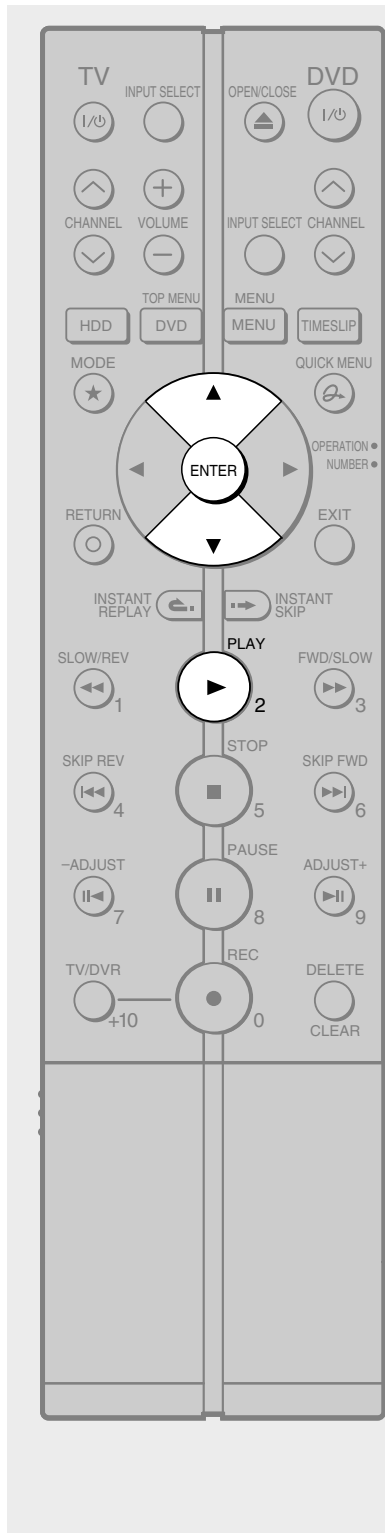 TV
DVD
INPUT SELECT
OPEN/CLOSE
I/
I/
CHANNEL
VOLUME
INPUT SELECT
CHANNEL
TOP MENU
MENU
HDD
DVD
MENU
TIMESLIP
MODE
QUICK MENU
OPERATION
NUMBER
ENTER
RETURN
EXIT
INSTANT
REPLAY
INSTANT
SKIP
PLAY
SLOW/REV
FWD/SLOW
1
2
3
STOP
SKIP REV
SKIP FWD
4
5
6
PAUSE
–ADJUST
ADJUST+
7
8
9
REC
TV/DVR
DELETE
+10
0
CLEAR